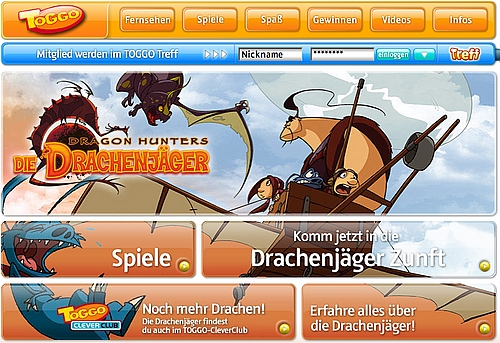 TOGGO
Fernsehen
Spiele
Spaß
Gewinnen
Videos
Infos
Mitglied werden im TOGGO Treff
Nickname
********
einloggen
Treff
DRAGON HUNTERS
DIE DRACHENJÄGER
Spiele
Komm jetzt in die
Drachenjäger Zunft
TOGGO
CLEVER CLUB
Noch mehr Drachen!
Die Drachenjäger findest
du auch im TOGGO-CleverClub
Erfahre alles über
die Drachenjäger!